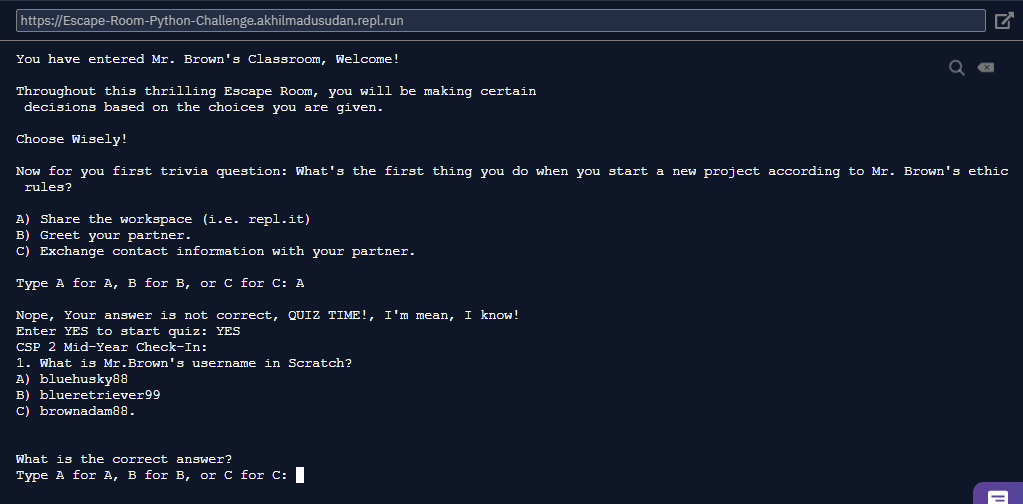 https://Escape-Room-Python-Challenge.akhilmadusudan.repl.run
You have entered Mr. Brown's Classroom, Welcome!
Throughout this thrilling Escape Room, you will be making certain
decisions based on the choices you are given.
Choose Wisely!
Now for you first trivia question: What's the first thing you do when you start a new project according to Mr. Brown's ethic
rules?
A) Share the workspace (i.e. repl.it)
B) Greet your partner.
C) Exchange contact information with your partner.
Type A for A, B for B, or C for C: A
Nope, Your answer is not correct, QUIZ TIME!, I'm mean, I know!
Enter YES to start quiz: YES
CSP 2 Mid-Year Check-In:
1. What is Mr.Brown's username in Scratch?
A) bluehusky88
B) blueretriever99
C) brownadam88.
What is the correct answer?
Type A for A, B for B, or C for C: